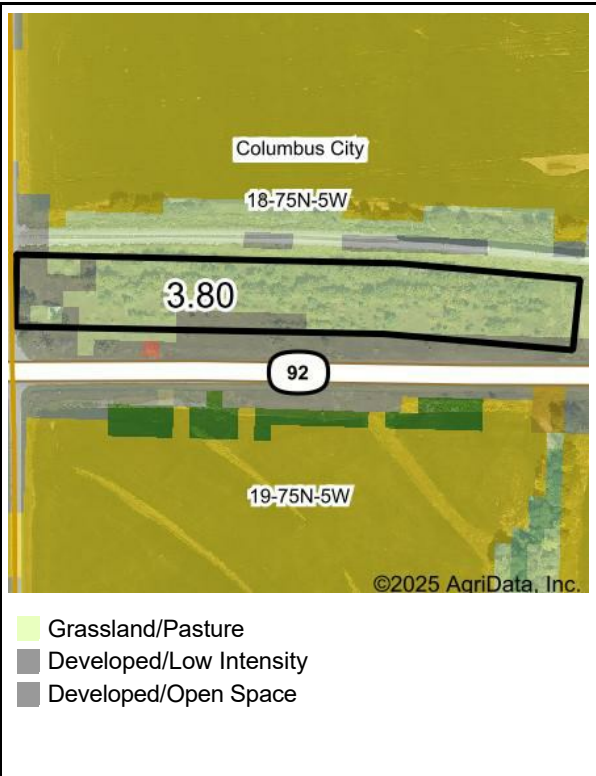 Columbus City
18-75N-5W
3.80
92
19-75N-5W
©2025 AgriData, Inc.
Grassland/Pasture
Developed/Low Intensity
Developed/Open Space